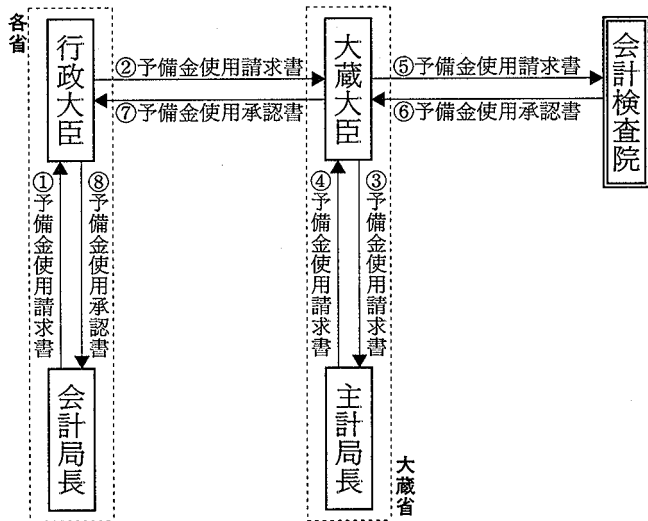 各省
行政大臣
②予備金使用請求書
⑦予備金使用承認書
大蔵大臣
⑤予備金使用請求書
⑥予備金使用承認書
会計検査院
①予備金使用請求書
⑧予備金使用承認書
④予備金使用請求書
③予備金使用請求書
会計局長
主計局長
大蔵省